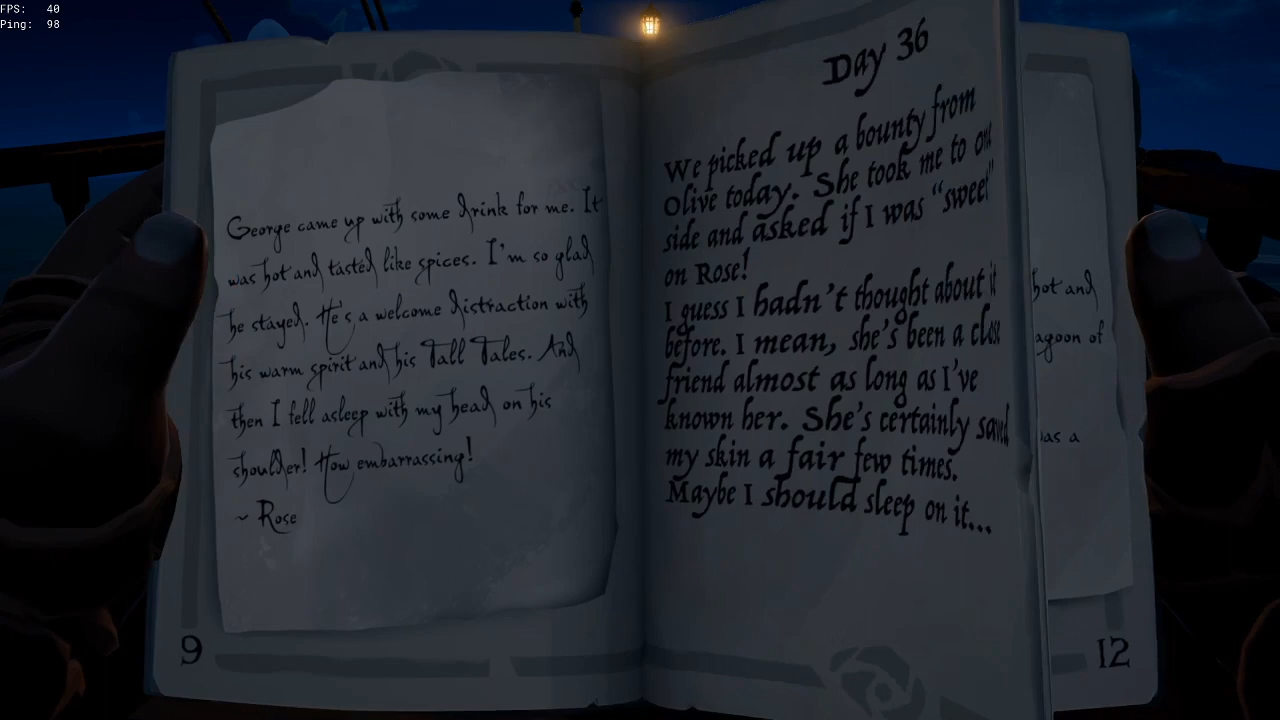 FPS: 40
Ping: 98
George came up with some drink for me. It
was hot and tasted like spices. I'm so glad
he stayed. He's a welcome distraction with
his warm spirit and his Tall Tales. And
then I fell asleep with my head on his
shoulder! How embarrassing!
~ Rose
9
Day 36
We picked up a bounty from
Olive today. She took me to
side and asked if I was "sweet"
on Rose!
I guess I hadn't thought about it
before. I mean, she's been a close
friend almost as long as I've
known her. She's certainly saved
my skin a fair few times.
Maybe I should sleep on it...
hot and
agoon of
was a
12